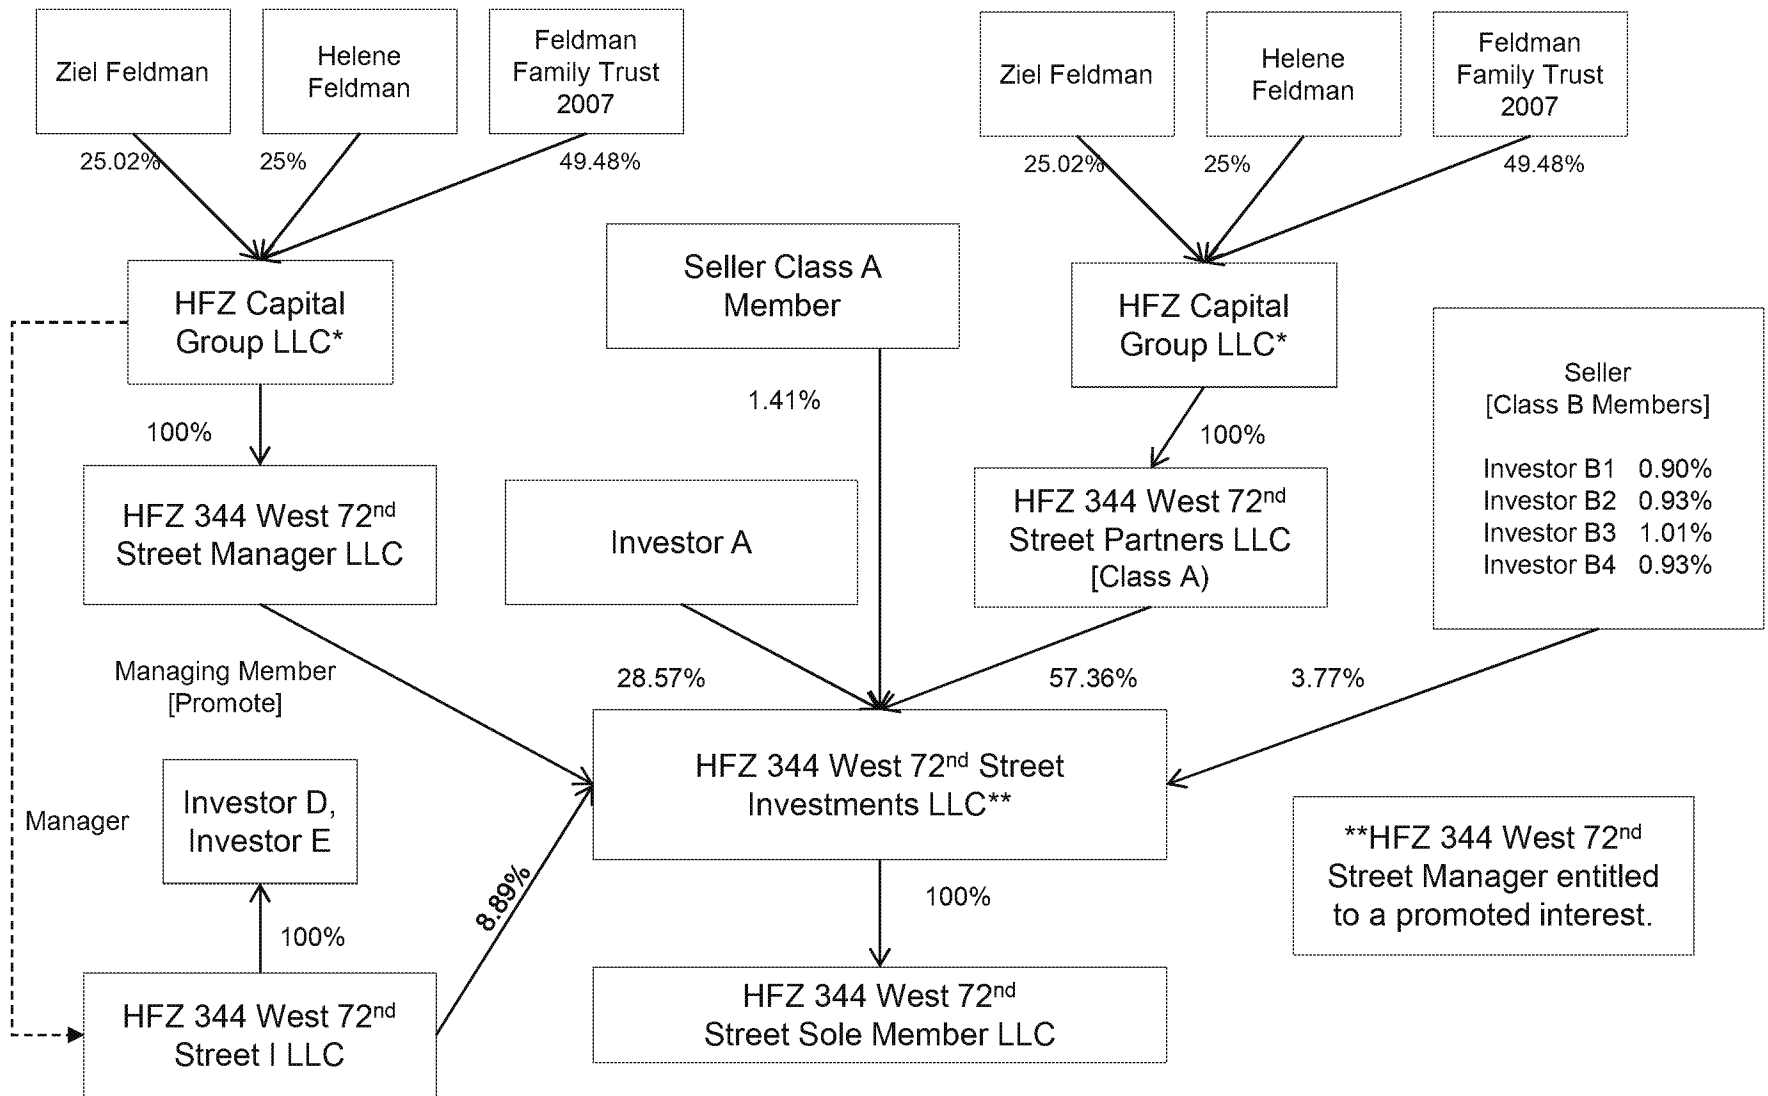 Ziel Feldman
Helene
Feldman
Feldman
Family Trust
2007
Ziel Feldman
Helene
Feldman
Feldman
Family Trust
2007
25.02%
25%
49.48%
25.02%
25%
49.48%
HFZ Capital
Group LLC*
Seller Class A
Member
HFZ Capital
Group LLC*
Seller
[Class B Members]
Investor B1 0.90%
Investor B2 0.93%
Investor B3 1.01%
Investor B4 0.93%
100%
1.41%
100%
HFZ 344 West 72nd
Street Manager LLC
Investor A
HFZ 344 West 72nd
Street Partners LLC
[Class A)
Managing Member
[Promote]
28.57%
57.36%
3.77%
HFZ 344 West 72nd Street
Investments LLC**
Manager
Investor D,
Investor E
8.89%
**HFZ 344 West 72nd
Street Manager entitled
to a promoted interest.
100%
100%
HFZ 344 West 72nd
Street I LLC
HFZ 344 West 72nd
Street Sole Member LLC